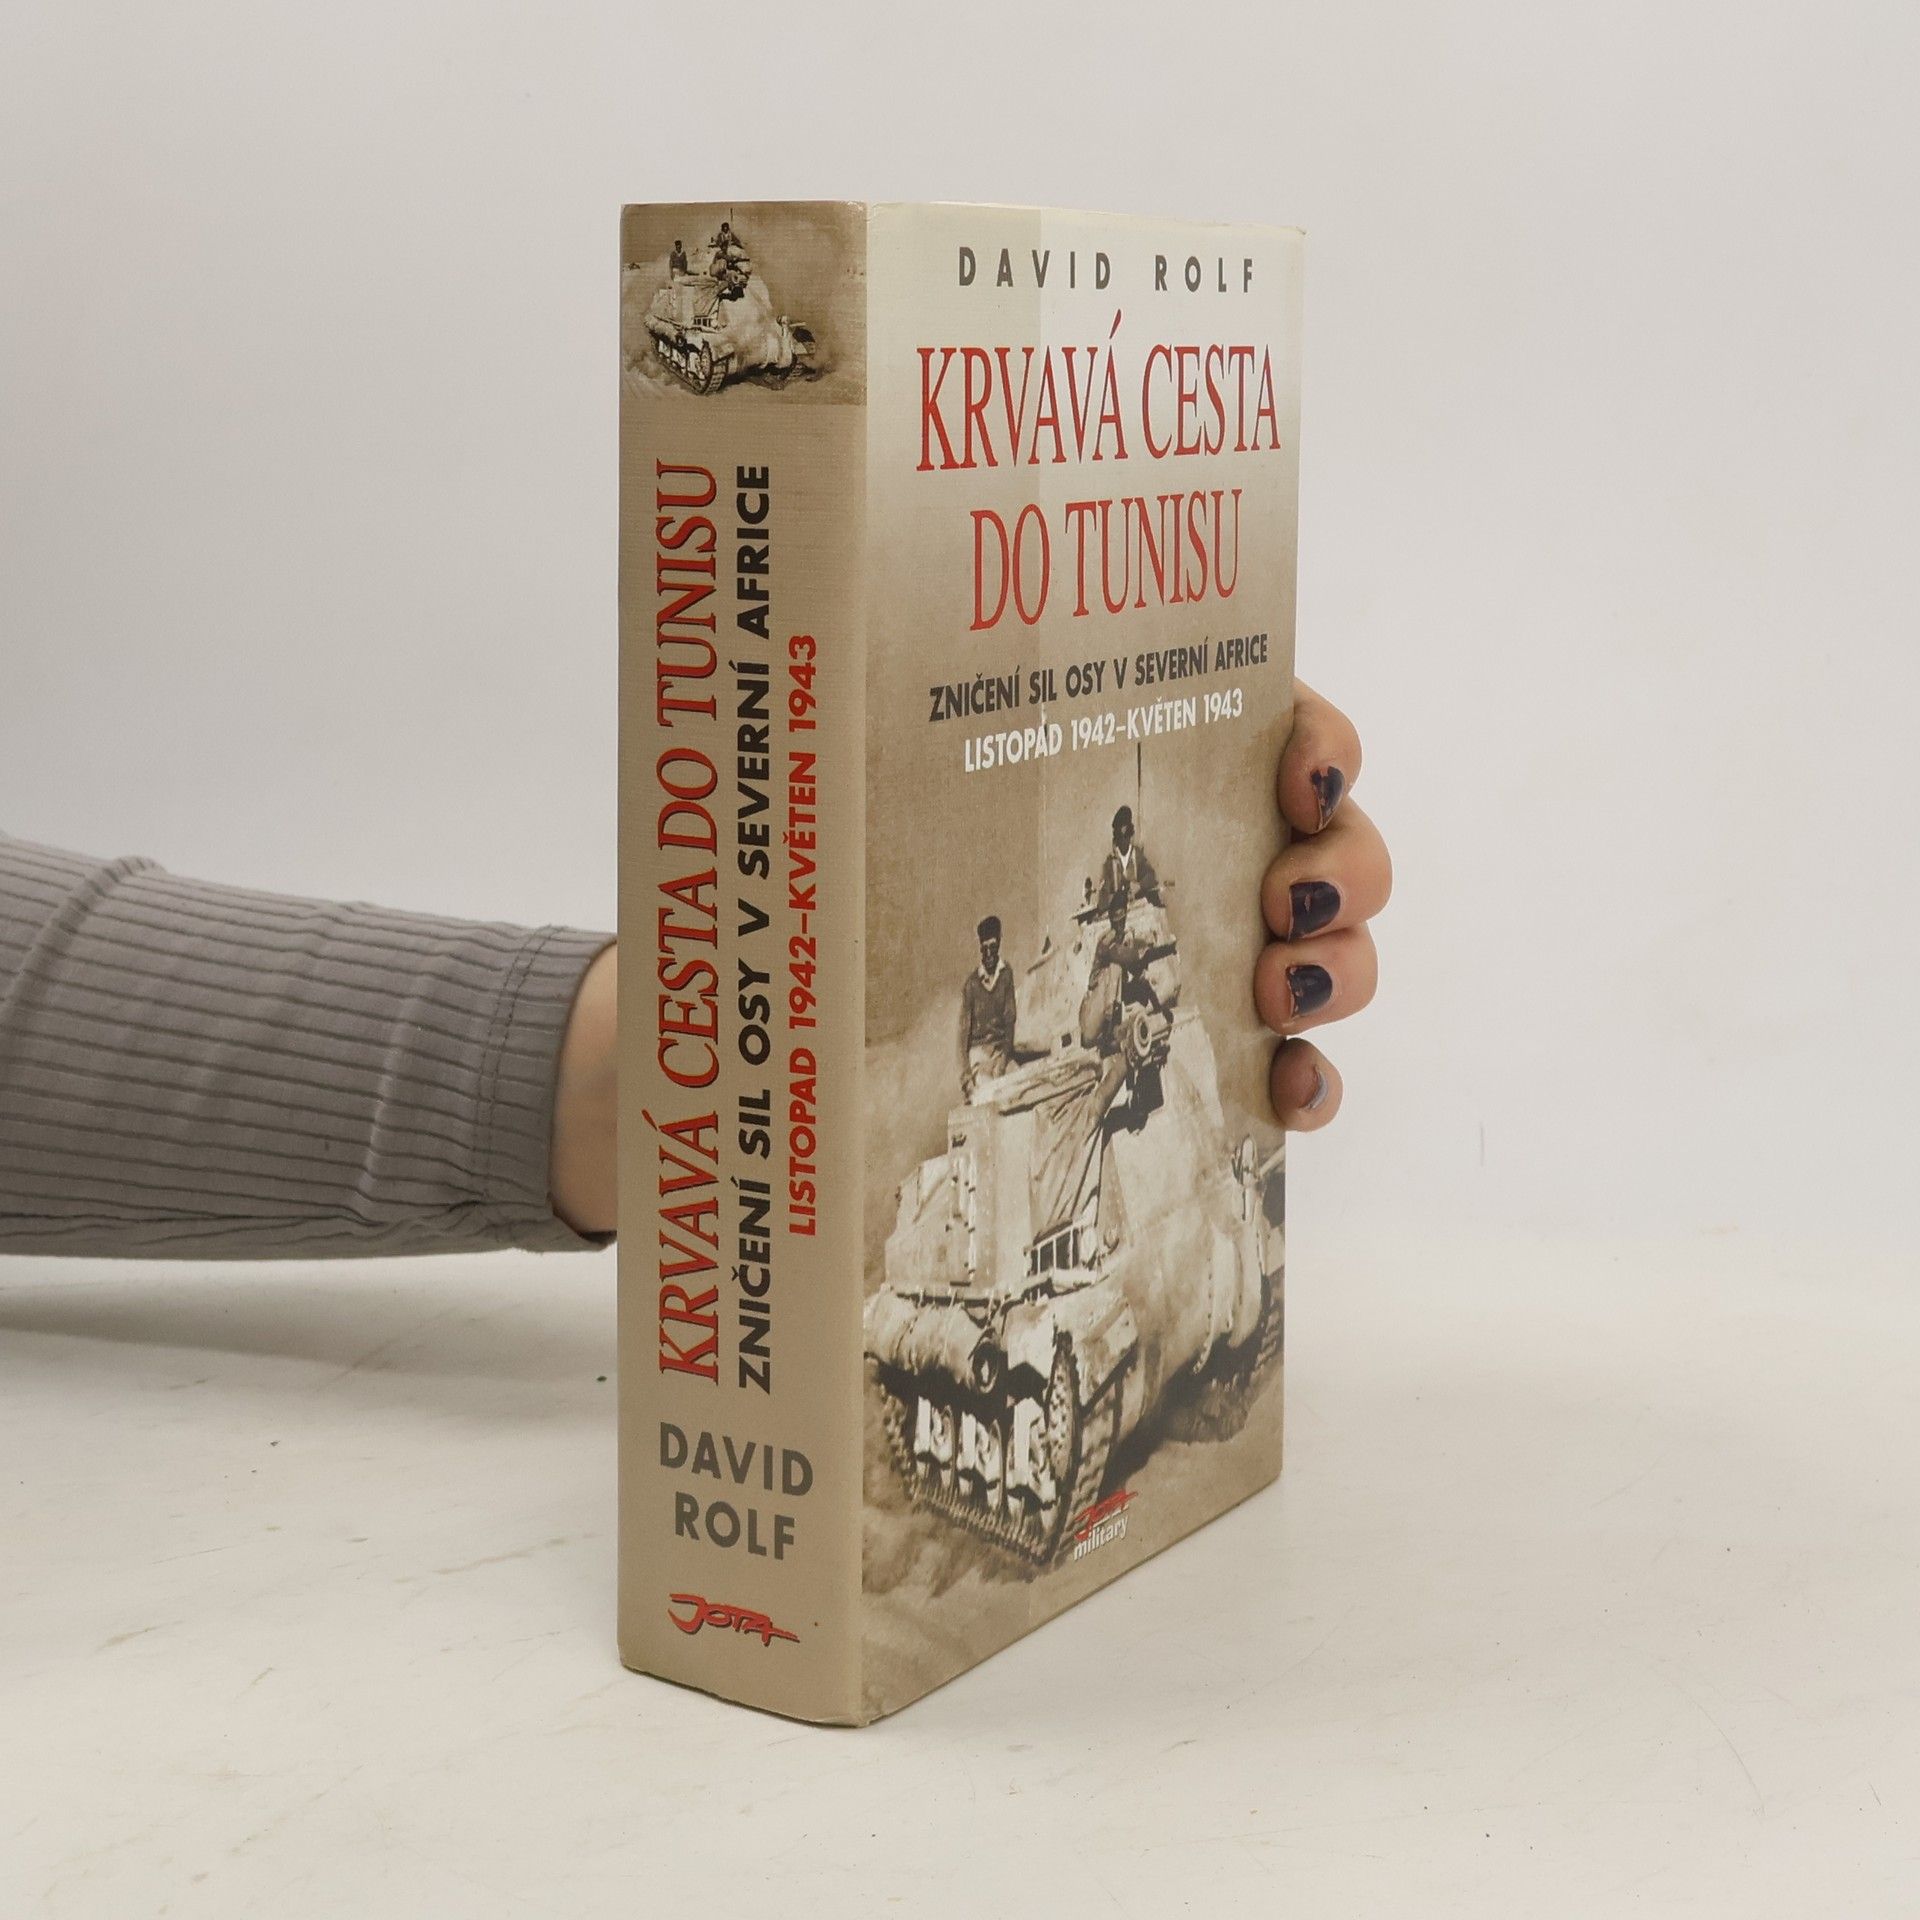 KRVAVÁ CESTA DO TUNISU
ZNIČENÍ SIL OSY V SEVERNÍ AFRICE
LISTOPAD 1942–KVĚTEN 1943
DAVID
ROLF
JOTA
DAVID ROLF
KRVAVÁ CESTA
DO TUNISU
ZNIČENÍ SIL OSY V SEVERNÍ AFRICE
LISTOPAD 1942–KVĚTEN 1943
JOTA
military